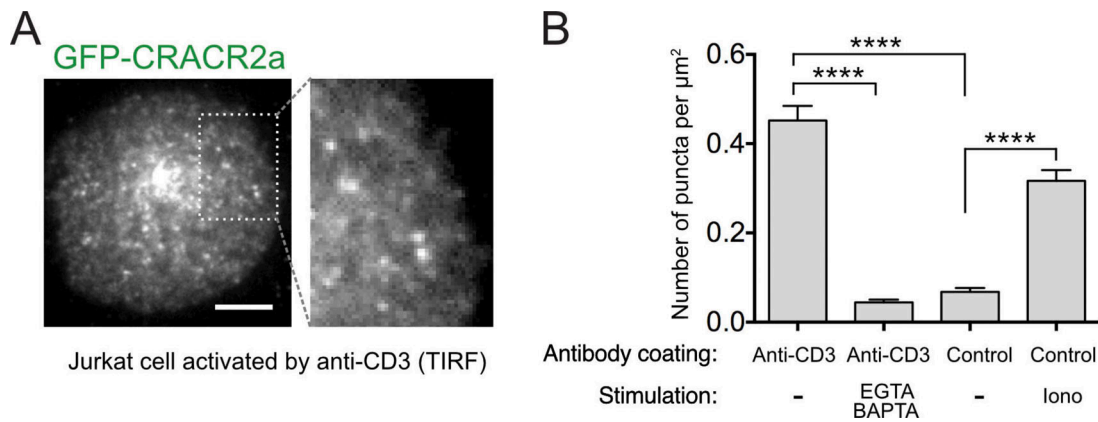 A
GFP-CRACR2a
Jurkat cell activated by anti-CD3 (TIRF)
B
Number of puncta per µm²
0.6
0.4
0.2
0.0
****
****
****
Antibody coating: Anti-CD3 Anti-CD3 Control Control
Stimulation: - EGTA BAPTA - Iono